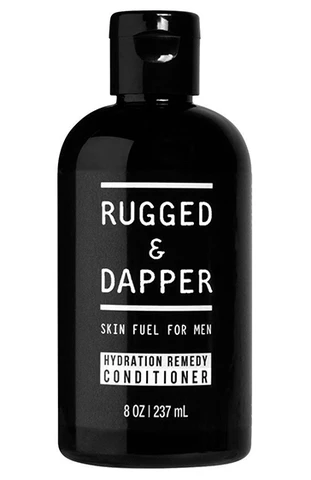 RUGGED
&
DAPPER
SKIN FUEL FOR MEN
HYDRATION REMEDY
CONDITIONER
8 OZ | 237 mL